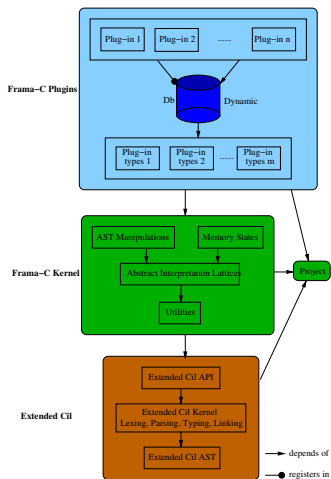 Plug-in 1 Plug-in 2 ...... Plug-in n
Frama-C Plugins
Db Dynamic
Plug-in types 1 Plug-in types 2 ...... Plug-in types m
Frama-C Kernel
AST Manipulations Memory States
Abstract Interpretation Lattices
Project
Utilities
Extended Cil
Extended Cil API
Extended Cil Kernel
Lexing, Parsing, Typing, Linking
Extended Cil AST
depends of
registers in